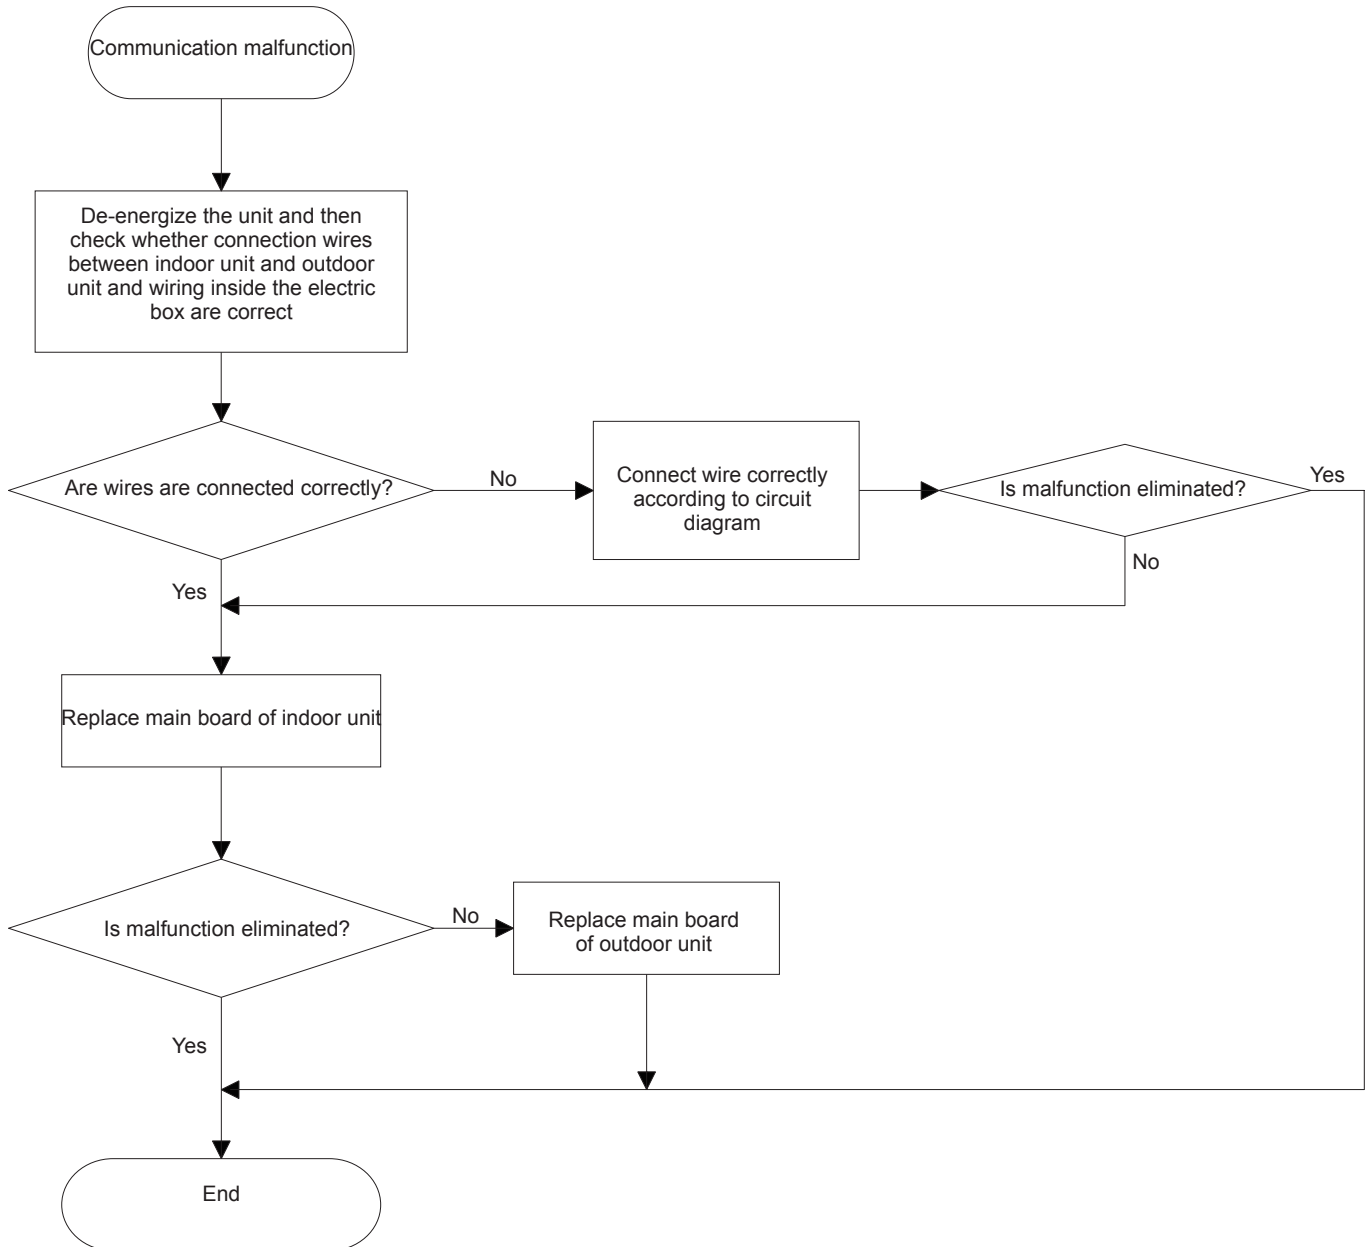 Communication malfunction
De-energize the unit and then
check whether connection wires
between indoor unit and outdoor
unit and wiring inside the electric
box are correct
Are wires are connected correctly?
No
Connect wire correctly
according to circuit
diagram
Is malfunction eliminated?
Yes
No
Yes
Replace main board of indoor unit
Is malfunction eliminated?
No
Replace main board
of outdoor unit
Yes
End